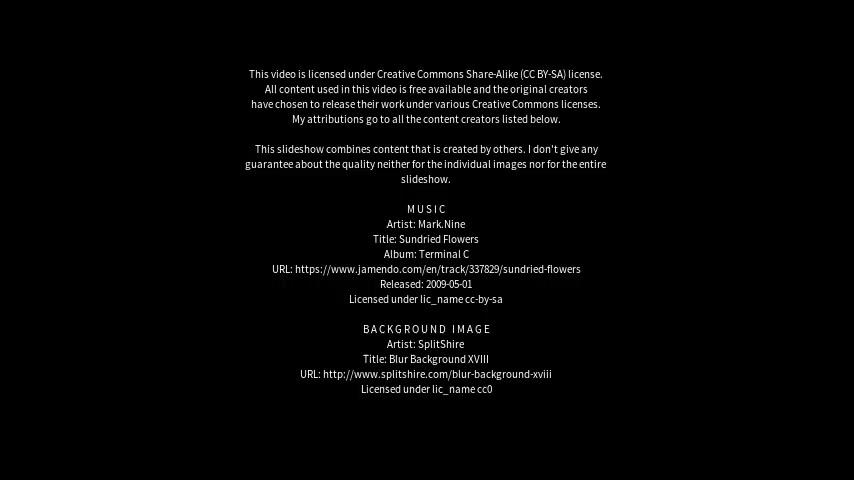 This video is licensed under Creative Commons Share-Alike (CC BY-SA) license.
All content used in this video is free available and the original creators
have chosen to release their work under various Creative Commons licenses.
My attributions go to all the content creators listed below.
This slideshow combines content that is created by others. I don't give any
guarantee about the quality neither for the individual images nor for the entire
slideshow.
MUSIC
Artist: Mark.Nine
Title: Sundried Flowers
Album: Terminal C
URL: https://www.jamendo.com/en/track/337829/sundried-flowers
Released: 2009-05-01
Licensed under lic_name cc-by-sa
BACKGROUND IMAGE
Artist: SplitShire
Title: Blur Background XVIII
URL: http://www.splitshire.com/blur-background-xviii
Licensed under lic_name cc0